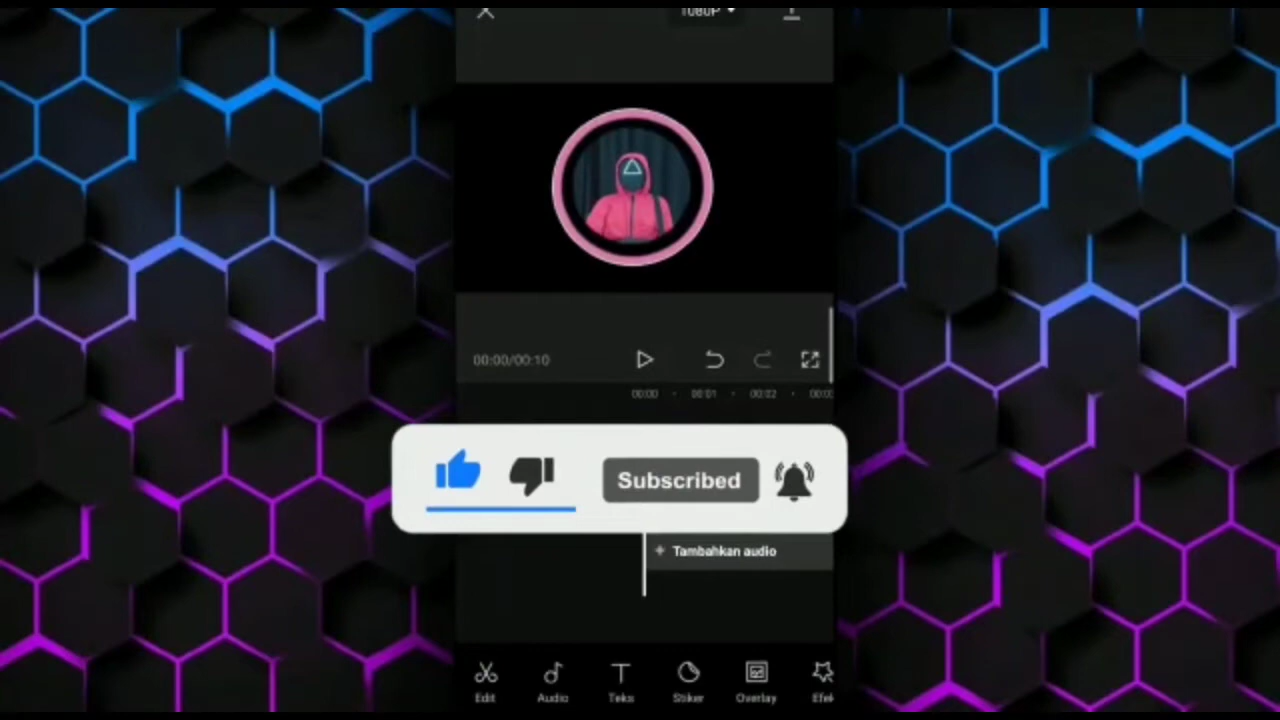 1080P
00:00/00:10
00:00 00:01 00:02
Subscribed
+ Tambahkan audio
Edit Audio Teks Stiker Overlay Efek